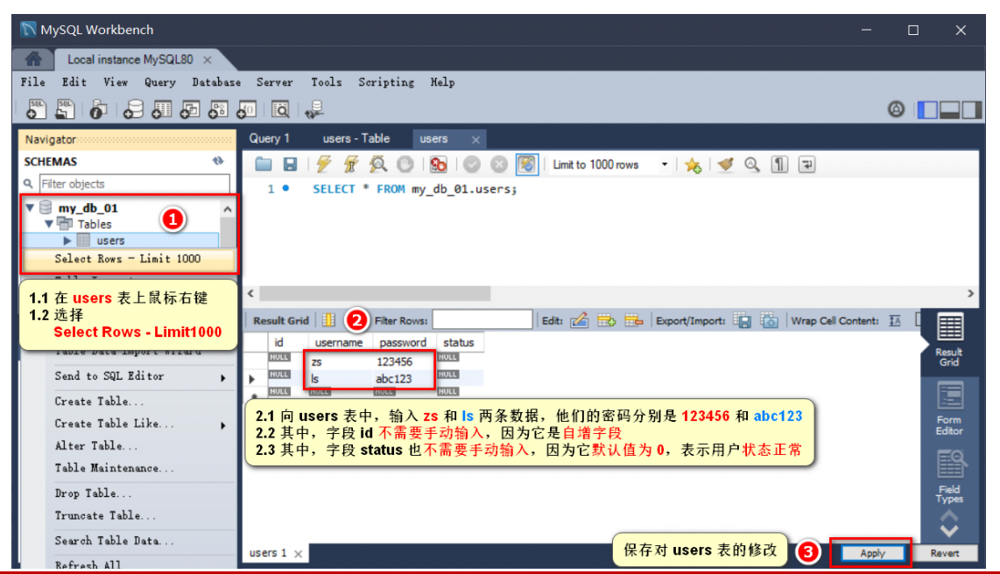 MySQL Workbench
Local instance MySQL80
File Edit View Query Database Server Tools Scripting Help
Navigator
SCHEMAS
Filter objects
my_db_01
Tables
users
1
Select Rows - Limit 1000
1.1 在 users 表上鼠标右键
1.2 选择
Select Rows - Limit1000
Table Data Import Wizard
Send to SQL Editor
Create Table...
Create Table Like...
Alter Table...
Table Maintenance...
Drop Table...
Truncate Table...
Search Table Data...
Refresh All
Query 1 users - Table users
Limit to 1000 rows
1 SELECT * FROM my_db_01.users;
Result Grid 2 Filter Rows: Edit: Export/Import: Wrap Cell Content: IA
id username password status
NULL zs 123456 NULL
NULL ls abc123 NULL
NULL NULL NULL NULL
2.1 向 users 表中，输入 zs 和 ls 两条数据，他们的密码分别是 123456 和 abc123
2.2 其中，字段 id 不需要手动输入，因为它是自增字段
2.3 其中，字段 status 也不需要手动输入，因为它默认值为 0，表示用户状态正常
Result
Grid
Form
Editor
Field
Types
users 1
保存对 users 表的修改 3 Apply Revert